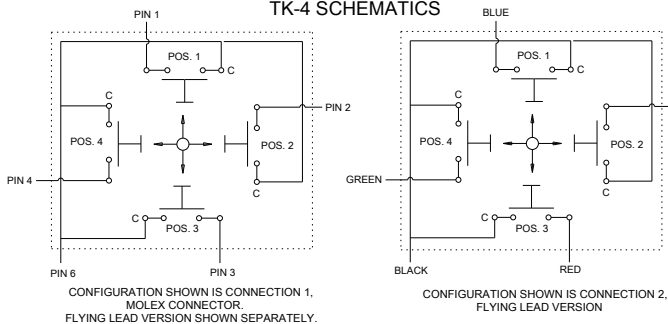 TK-4 SCHEMATICS
PIN 1
POS. 1
C
C
PIN 2
POS. 4
POS. 2
PIN 4
C
C
POS. 3
PIN 6
PIN 3
CONFIGURATION SHOWN IS CONNECTION 1,
MOLEX CONNECTOR.
FLYING LEAD VERSION SHOWN SEPARATELY.
BLUE
POS. 1
C
C
POS. 4
POS. 2
GREEN
C
C
POS. 3
BLACK
RED
CONFIGURATION SHOWN IS CONNECTION 2,
FLYING LEAD VERSION